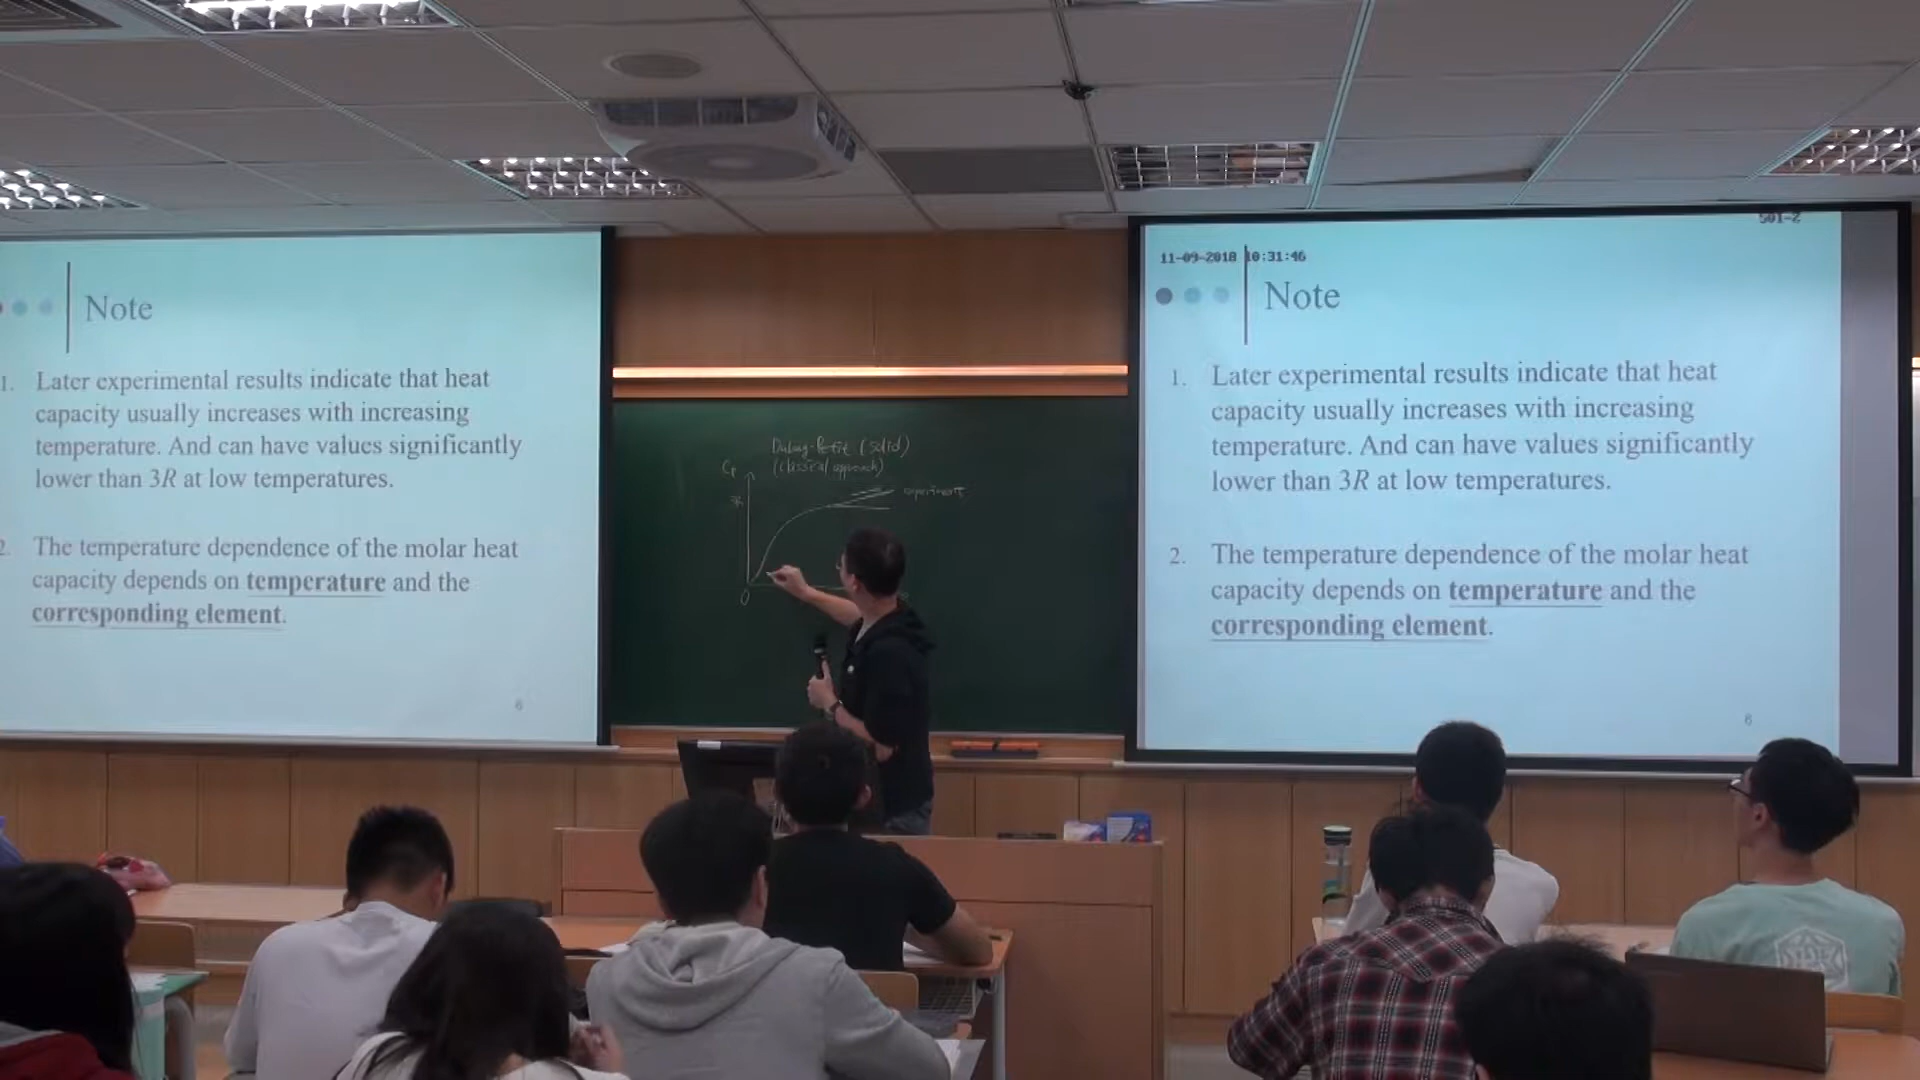 Note
1. Later experimental results indicate that heat
capacity usually increases with increasing
temperature. And can have values significantly
lower than 3R at low temperatures.
2. The temperature dependence of the molar heat
capacity depends on temperature and the
corresponding element.
6
Dulong-Petit (solid)
(classical approach)
3R
experiment
0
501-2
11-09-2018 10:31:46
Note
1. Later experimental results indicate that heat
capacity usually increases with increasing
temperature. And can have values significantly
lower than 3R at low temperatures.
2. The temperature dependence of the molar heat
capacity depends on temperature and the
corresponding element.
6